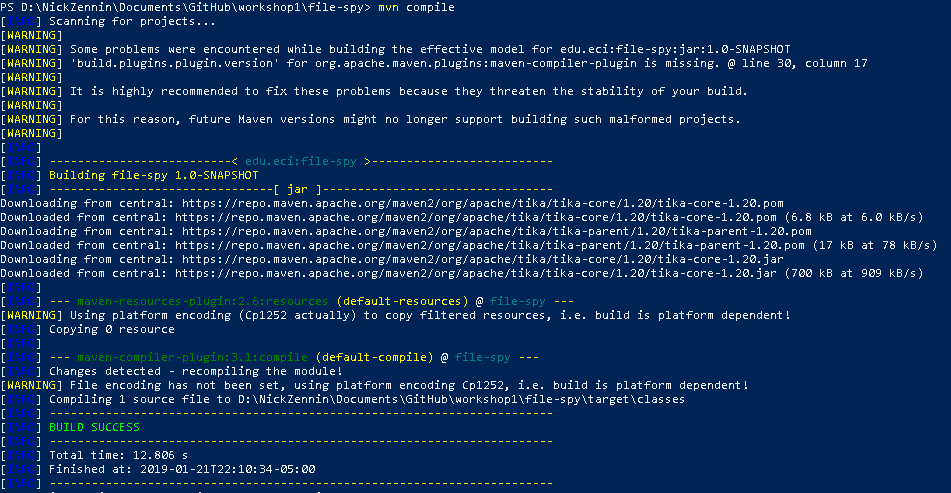 PS D:\NickZennin\Documents\GitHub\workshop1\file-spy> mvn compile
[INFO] Scanning for projects...
[WARNING]
[WARNING] Some problems were encountered while building the effective model for edu.eci:file-spy:jar:1.0-SNAPSHOT
[WARNING] 'build.plugins.plugin.version' for org.apache.maven.plugins:maven-compiler-plugin is missing. @ line 30, column 17
[WARNING]
[WARNING] It is highly recommended to fix these problems because they threaten the stability of your build.
[WARNING]
[WARNING] For this reason, future Maven versions might no longer support building such malformed projects.
[WARNING]
[INFO]
[INFO] --------------------------< edu.eci:file-spy >--------------------------
[INFO] Building file-spy 1.0-SNAPSHOT
[INFO] --------------------------------[ jar ]---------------------------------
Downloading from central: https://repo.maven.apache.org/maven2/org/apache/tika/tika-core/1.20/tika-core-1.20.pom
Downloaded from central: https://repo.maven.apache.org/maven2/org/apache/tika/tika-core/1.20/tika-core-1.20.pom (6.8 kB at 6.0 kB/s)
Downloading from central: https://repo.maven.apache.org/maven2/org/apache/tika/tika-parent/1.20/tika-parent-1.20.pom
Downloaded from central: https://repo.maven.apache.org/maven2/org/apache/tika/tika-parent/1.20/tika-parent-1.20.pom (17 kB at 78 kB/s)
Downloading from central: https://repo.maven.apache.org/maven2/org/apache/tika/tika-core/1.20/tika-core-1.20.jar
Downloaded from central: https://repo.maven.apache.org/maven2/org/apache/tika/tika-core/1.20/tika-core-1.20.jar (700 kB at 909 kB/s)
[INFO]
[INFO] --- maven-resources-plugin:2.6:resources (default-resources) @ file-spy ---
[WARNING] Using platform encoding (Cp1252 actually) to copy filtered resources, i.e. build is platform dependent!
[INFO] Copying 0 resource
[INFO]
[INFO] --- maven-compiler-plugin:3.1:compile (default-compile) @ file-spy ---
[INFO] Changes detected - recompiling the module!
[WARNING] File encoding has not been set, using platform encoding Cp1252, i.e. build is platform dependent!
[INFO] Compiling 1 source file to D:\NickZennin\Documents\GitHub\workshop1\file-spy\target\classes
[INFO] ------------------------------------------------------------------------
[INFO] BUILD SUCCESS
[INFO] ------------------------------------------------------------------------
[INFO] Total time: 12.806 s
[INFO] Finished at: 2019-01-21T22:10:34-05:00
[INFO] ------------------------------------------------------------------------